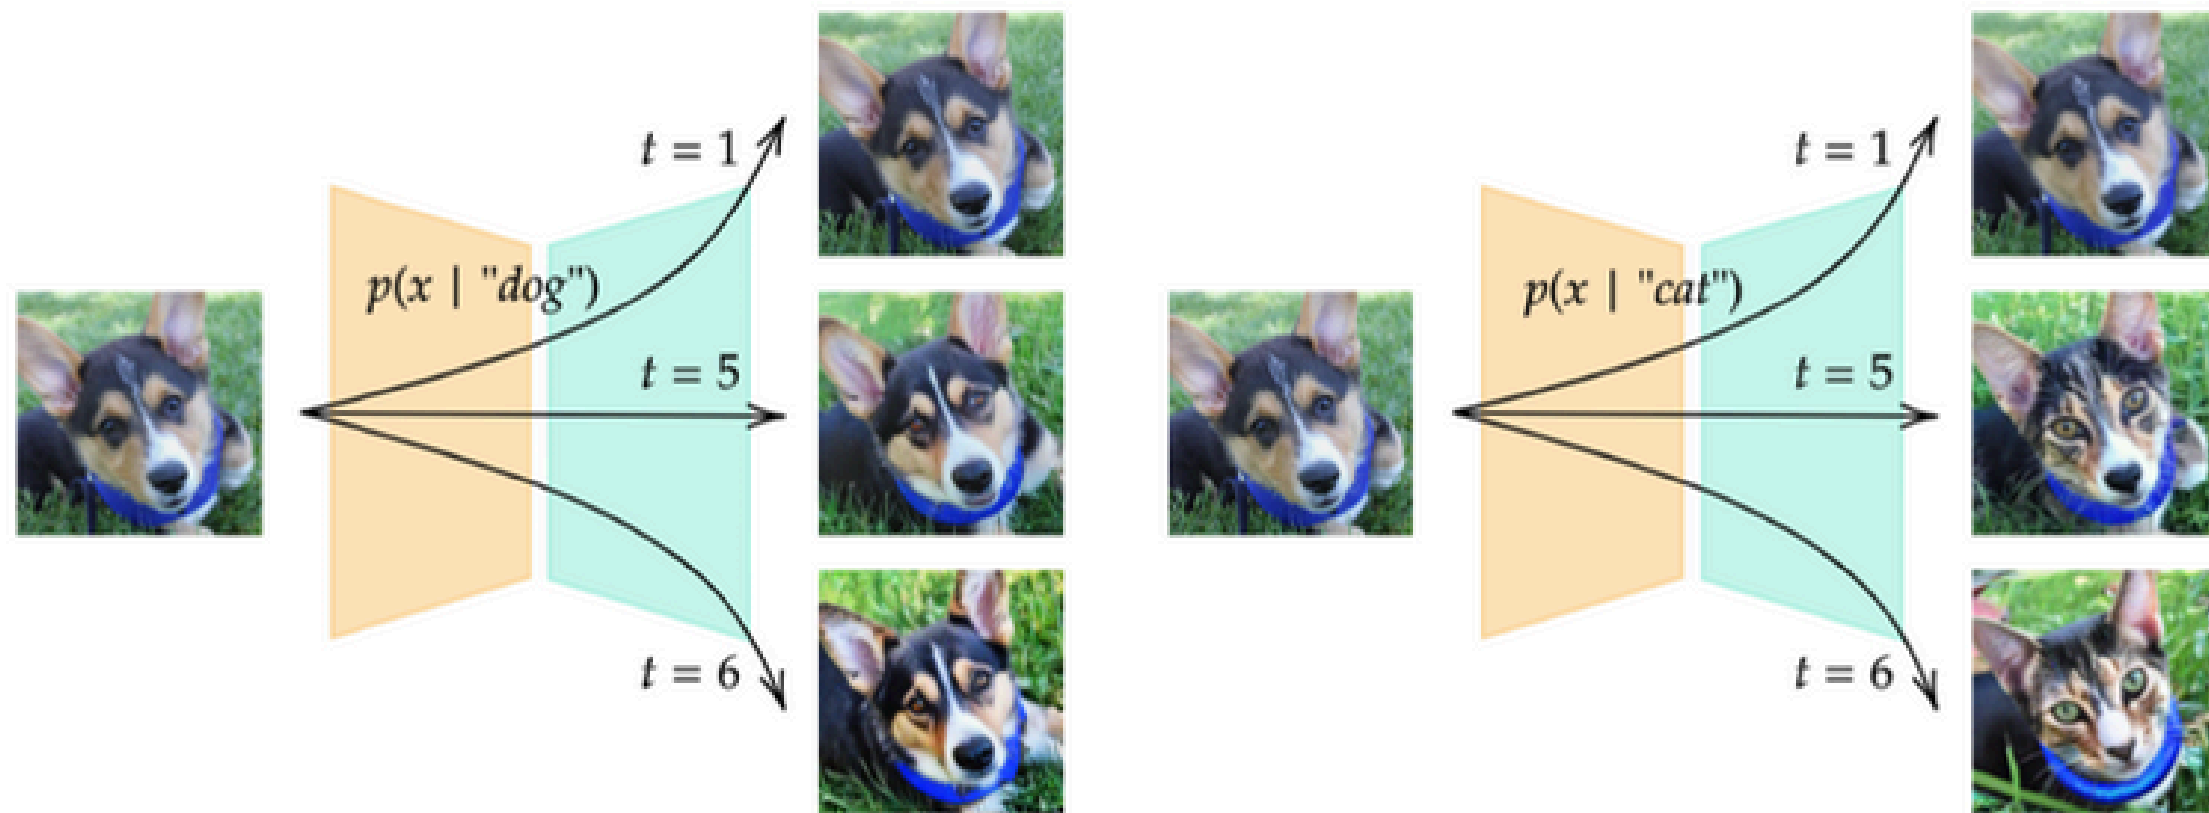 t = 1
p(x | "dog")
t = 5
t = 6
t = 1
p(x | "cat")
t = 5
t = 6